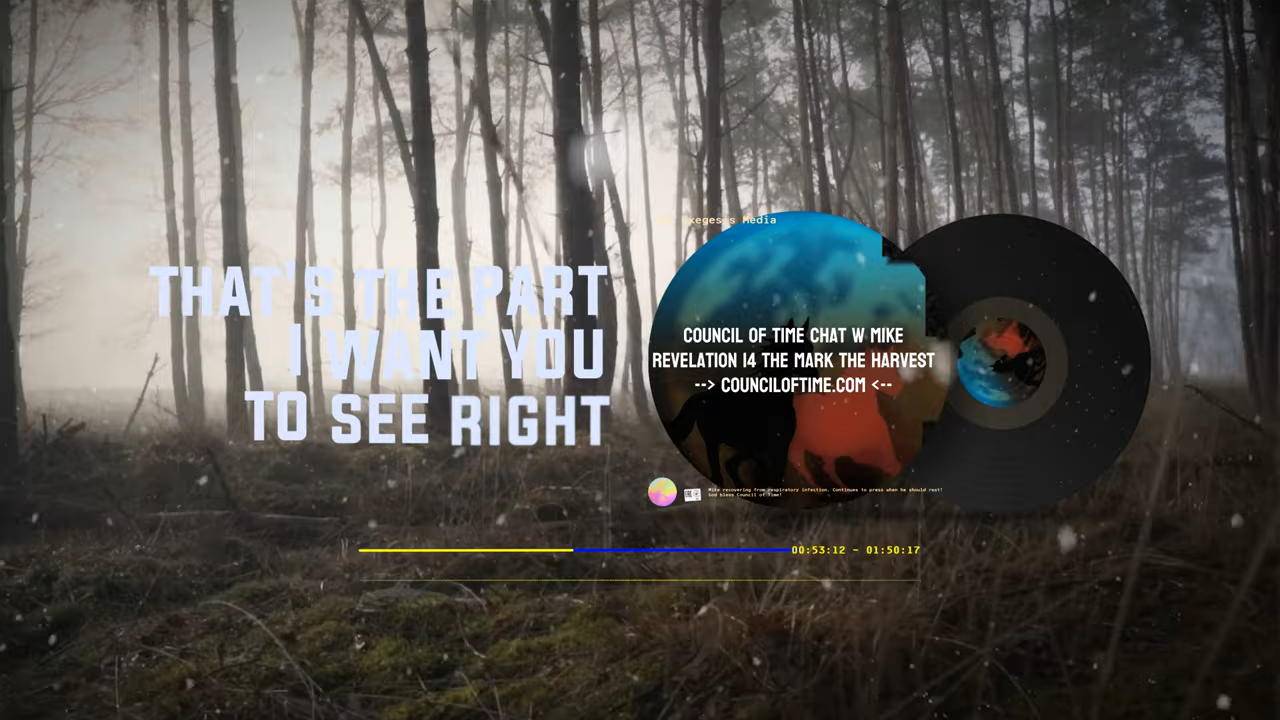 THAT'S THE PART
I WANT YOU
TO SEE RIGHT
Media
COUNCIL OF TIME CHAT W MIKE
REVELATION 14 THE MARK THE HARVEST
--> COUNCILOFTIME.COM <--
Mike recovering from respiratory infection. Continues to press when he should rest!
God bless Council of Time!
00:53:12 - 01:50:17